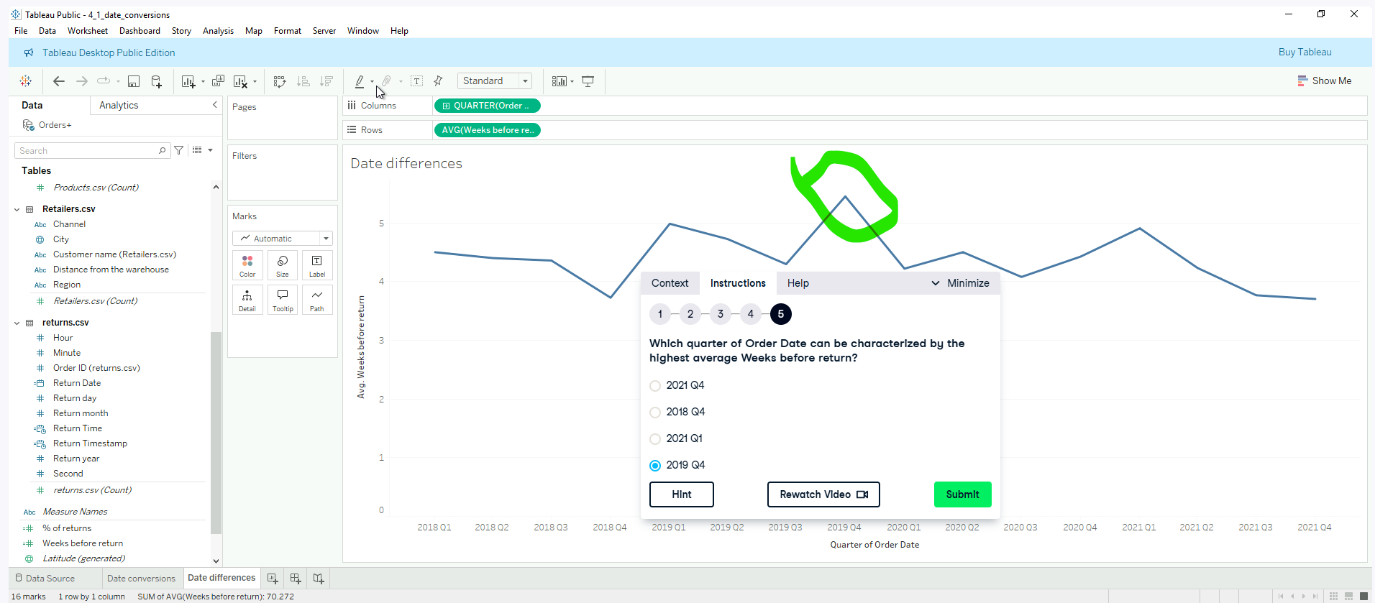 Tableau Public - 4_1_date_conversions
File Data Worksheet Dashboard Story Analysis Map Format Server Window Help
Tableau Desktop Public Edition
Buy Tableau
Standard
Show Me
Data
Analytics
Orders+
Search
Tables
Products.csv (Count)
Retailers.csv
Abc Channel
City
Abc Customer name (Retailers.csv)
Abc Distance from the warehouse
Abc Region
Retailers.csv (Count)
returns.csv
Hour
Minute
Order ID (returns.csv)
Return Date
Return day
Return month
Return Time
Return Timestamp
Return year
Second
returns.csv (Count)
Abc Measure Names
% of returns
Weeks before return
Latitude (generated)
Pages
Filters
Marks
Automatic
Color
Size
Label
Detail
Tooltip
Path
Columns
QUARTER(Order ..
Rows
AVG(Weeks before re..
Date differences
Avg. Weeks before return
5
4
3
2
1
0
2018 Q1
2018 Q2
2018 Q3
2018 Q4
2019 Q1
2019 Q2
2019 Q3
2019 Q4
2020 Q1
2020 Q2
2020 Q3
2020 Q4
2021 Q1
2021 Q2
2021 Q3
2021 Q4
Quarter of Order Date
Context
Instructions
Help
Minimize
1
2
3
4
5
Which quarter of Order Date can be characterized by the
highest average Weeks before return?
2021 Q4
2018 Q4
2021 Q1
2019 Q4
Hint
Rewatch Video
Submit
Data Source
Date conversions
Date differences
16 marks
1 row by 1 column
SUM of AVG(Weeks before return): 70.272